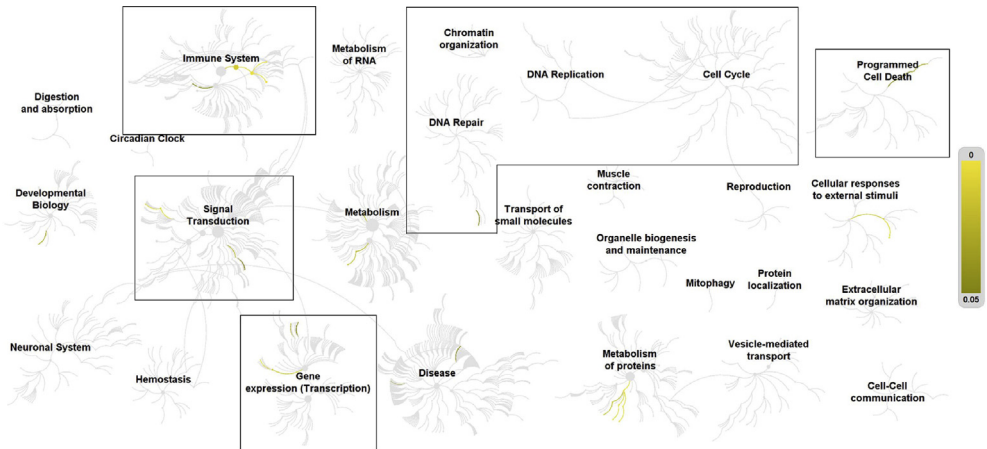 Immune System
Metabolism
of RNA
Chromatin
organization
DNA Replication
Cell Cycle
Programmed
Cell Death
Digestion
and absorption
Circadian Clock
DNA Repair
0
Developmental
Biology
Signal
Transduction
Metabolism
Transport of
small molecules
Muscle
contraction
Reproduction
Cellular responses
to external stimuli
Organelle biogenesis
and maintenance
Mitophagy
Protein
localization
Extracellular
matrix organization
0.05
Neuronal System
Hemostasis
Gene
expression (Transcription)
Disease
Metabolism
of proteins
Vesicle-mediated
transport
Cell-Cell
communication